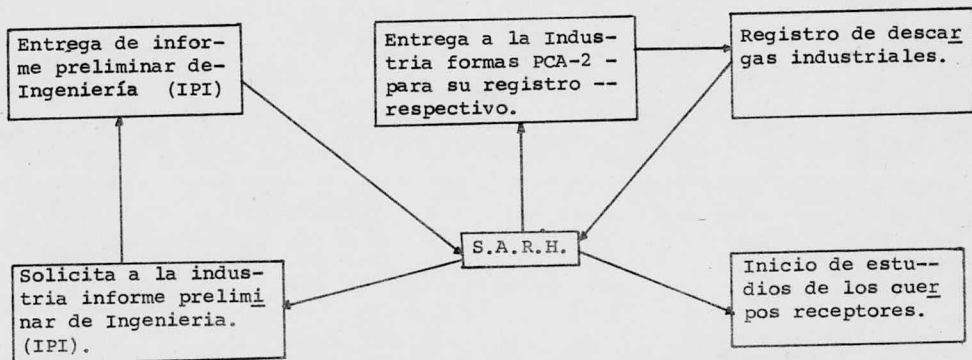 Entrega de infor-
me preliminar de-
Ingeniería (IPI)
Entrega a la Indus-
tria formas PCA-2 -
para su registro --
respectivo.
Registro de descar
gas industriales.
S.A.R.H.
Solicita a la indus-
tria informe prelimi
nar de Ingenieria.
(IPI).
Inicio de estu--
dios de los cuer
pos receptores.